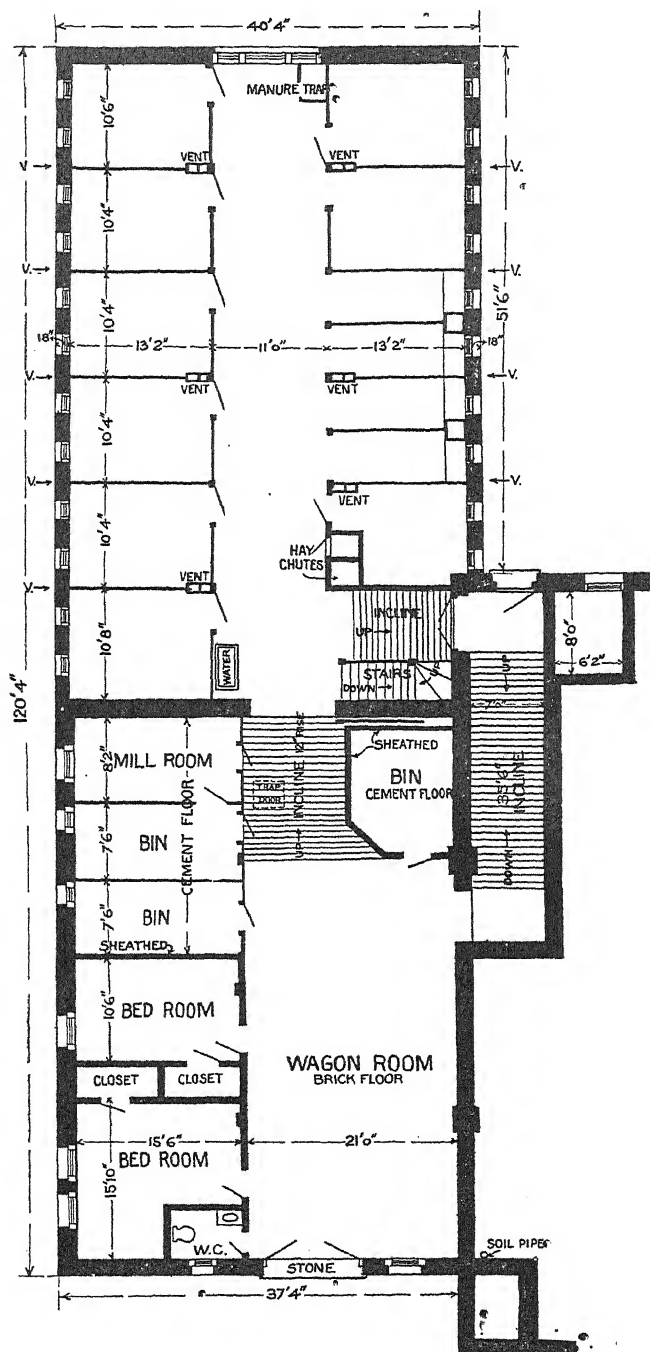 40'4"
MANURE TRAP
10'6"
VENT
VENT
V.
V.
10'4"
V.
V.
51'6"
10'4"
18"
13'2"
11'0"
13'2"
18"
V.
VENT
VENT
V.
10'4"
V.
VENT
V.
10'4"
HAY
CHUTES
V.
VENT
INCLINE
UP
8'0"
10'8"
WATER
STAIRS
DOWN
UP
6'2"
UP
120'4"
MILL ROOM
8'2"
CEMENT FLOOR
INCLINE 12" RISE
TRAP
DOOR
UP
SHEATHED
BIN
CEMENT FLOOR
35'6"
INCLINE
DOWN
7'6"
BIN
7'6"
BIN
SHEATHED
10'6"
BED ROOM
WAGON ROOM
BRICK FLOOR
CLOSET
CLOSET
15'6"
21'0"
BED ROOM
15'10"
W.C.
STONE
SOIL PIPE
37'4"